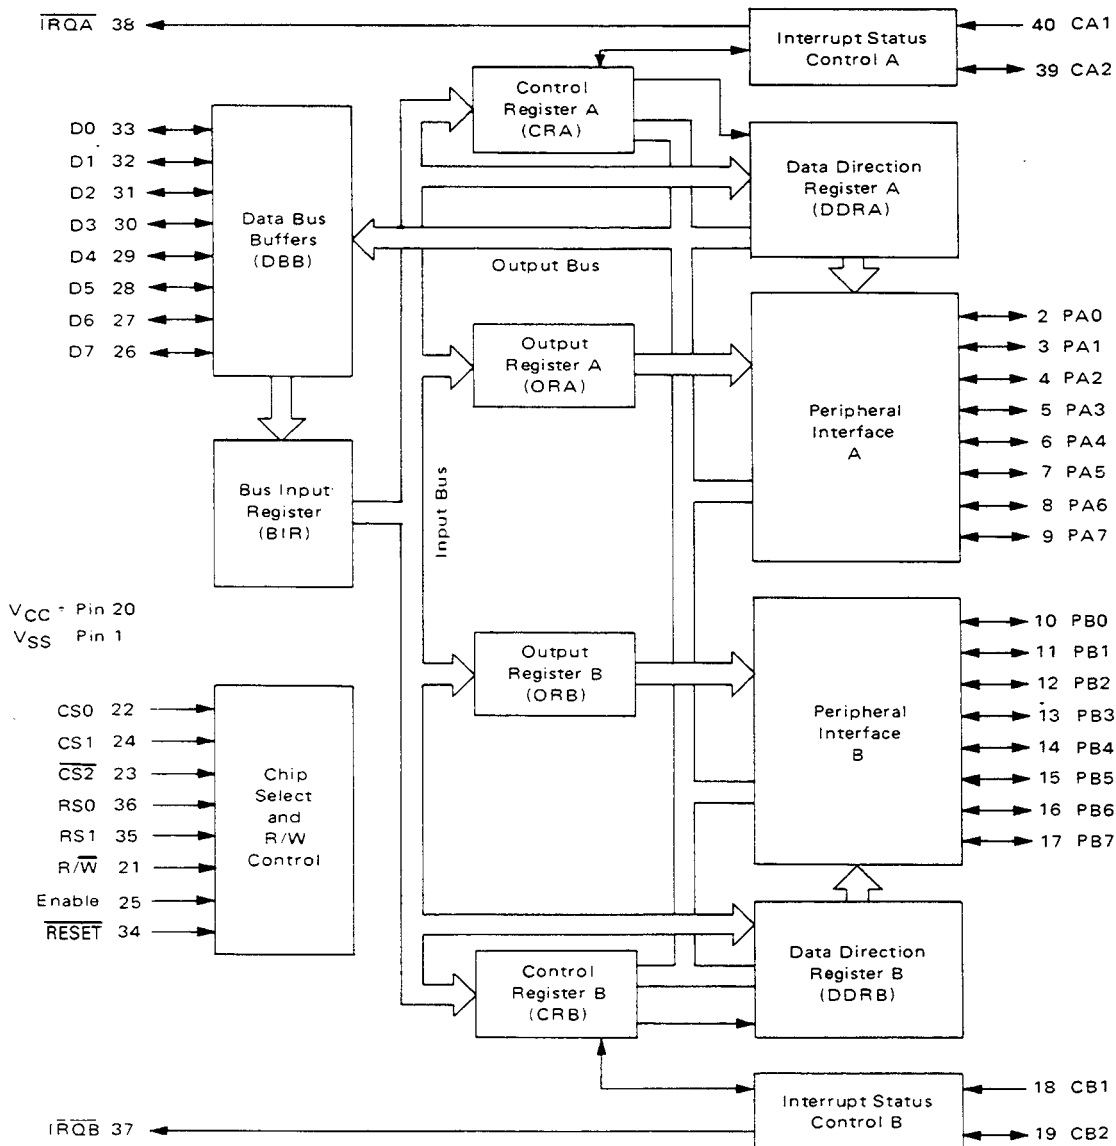 IRQA 38
Interrupt Status
Control A
40 CA1
39 CA2
Control
Register A
(CRA)
D0 33
D1 32
D2 31
D3 30
D4 29
D5 28
D6 27
D7 26
Data Bus
Buffers
(DBB)
Data Direction
Register A
(DDRA)
Output Bus
Output
Register A
(ORA)
Peripheral
Interface
A
2 PA0
3 PA1
4 PA2
5 PA3
6 PA4
7 PA5
8 PA6
9 PA7
Bus Input
Register
(BIR)
Input Bus
VCC = Pin 20
VSS Pin 1
Output
Register B
(ORB)
Peripheral
Interface
B
10 PB0
11 PB1
12 PB2
13 PB3
14 PB4
15 PB5
16 PB6
17 PB7
CS0 22
CS1 24
CS2 23
RS0 36
RS1 35
R/W 21
Enable 25
RESET 34
Chip
Select
and
R/W
Control
Control
Register B
(CRB)
Data Direction
Register B
(DDRB)
Interrupt Status
Control B
18 CB1
19 CB2
IRQB 37